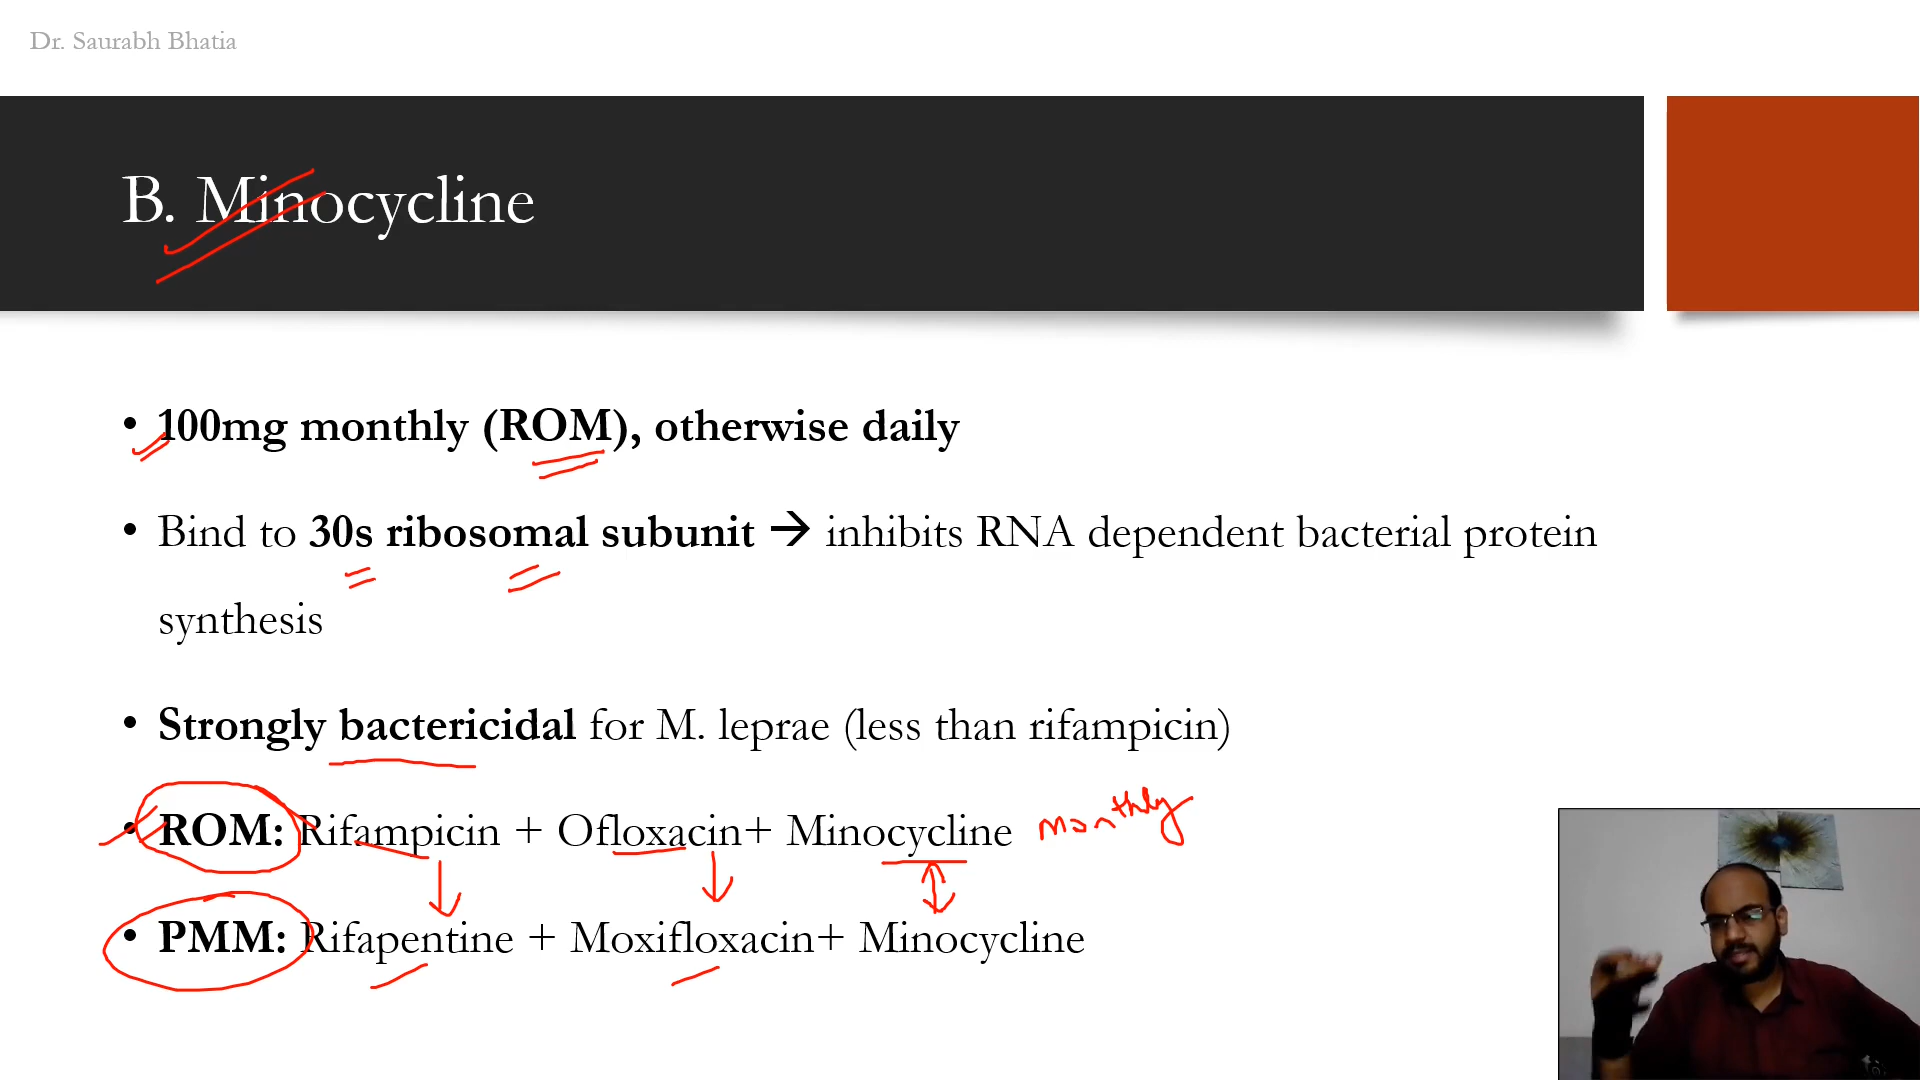 Dr. Saurabh Bhatia
B. Minocycline
• 100mg monthly (ROM), otherwise daily
• Bind to 30s ribosomal subunit → inhibits RNA dependent bacterial protein
synthesis
• Strongly bactericidal for M. leprae (less than rifampicin)
• ROM: Rifampicin + Ofloxacin+ Minocycline monthly
• PMM: Rifapentine + Moxifloxacin+ Minocycline